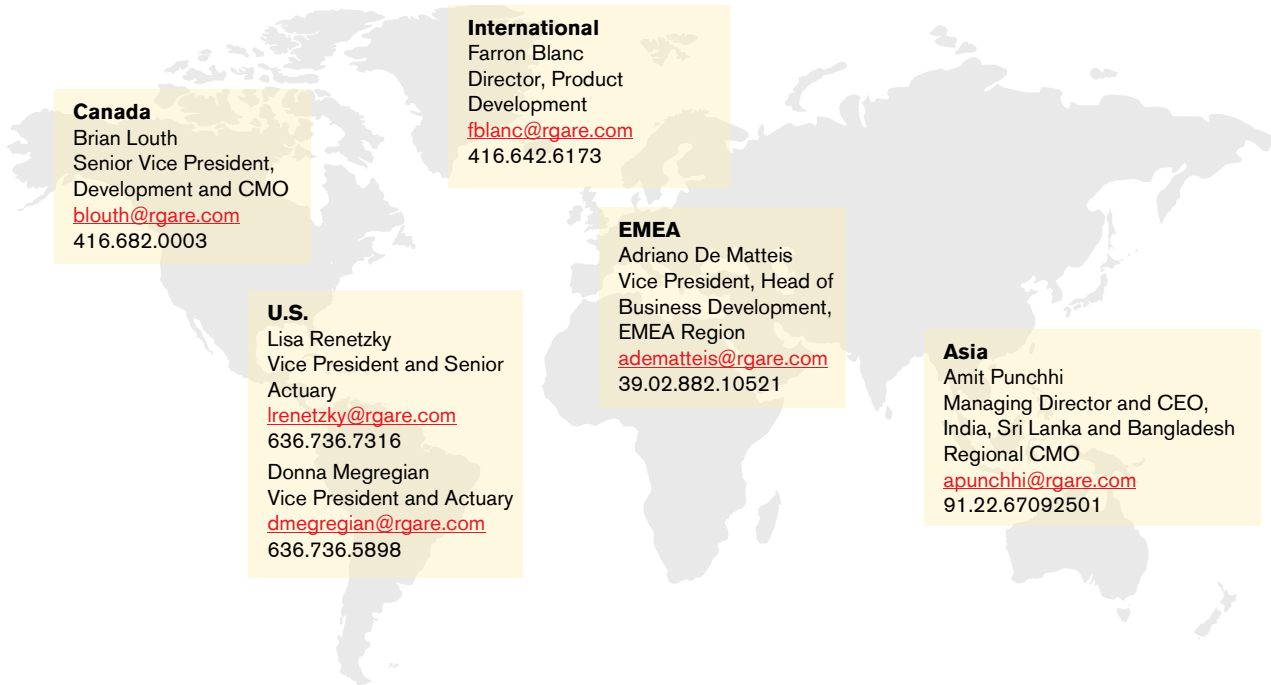 International
Farron Blanc
Director, Product
Development
fblanc@rgare.com
416.642.6173
Canada
Brian Louth
Senior Vice President,
Development and CMO
blouth@rgare.com
416.682.0003
EMEA
Adriano De Matteis
Vice President, Head of
Business Development,
EMEA Region
adematteis@rgare.com
39.02.882.10521
U.S.
Lisa Renetzky
Vice President and Senior
Actuary
lrenetzky@rgare.com
636.736.7316
Donna Megregian
Vice President and Actuary
dmegregian@rgare.com
636.736.5898
Asia
Amit Punchhi
Managing Director and CEO,
India, Sri Lanka and Bangladesh
Regional CMO
apunchhi@rgare.com
91.22.67092501